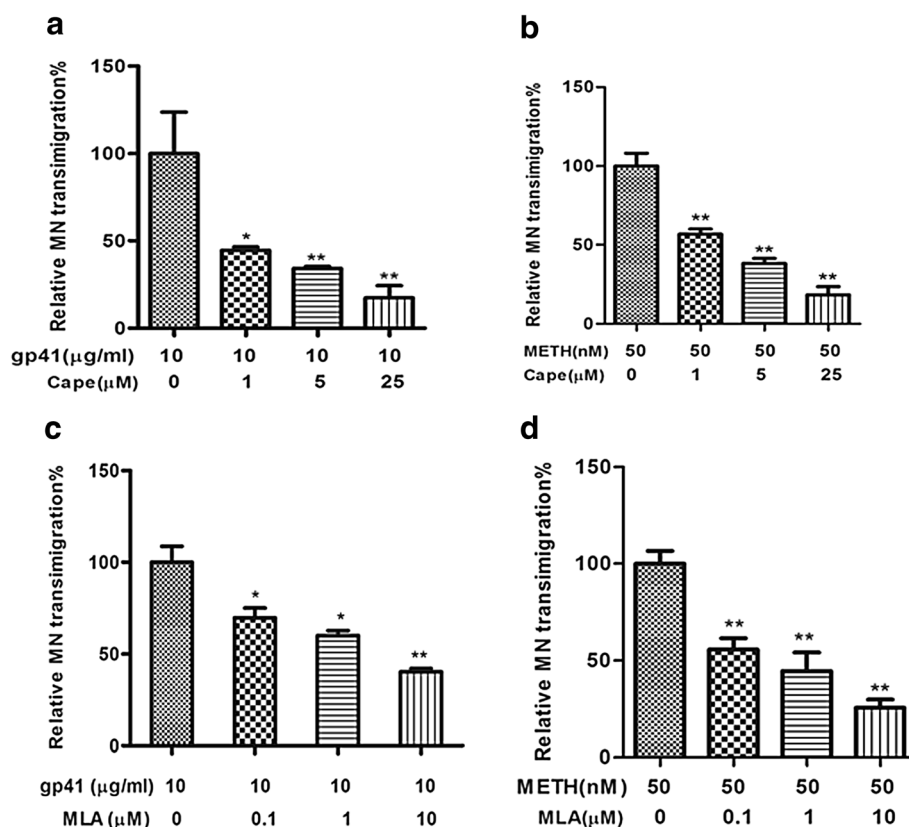 a
Relative MN transimigration%
150
100
50
0
*
**
**
gp41(μg/ml) 10 10 10 10
Cape(μM) 0 1 5 25
b
Relative MN transimigration%
150
100
50
0
**
**
**
METH(nM) 50 50 50 50
Cape(μM) 0 1 5 25
c
Relative MN transimigration%
150
100
50
0
*
*
**
gp41 (μg/ml) 10 10 10 10
MLA (μM) 0 0.1 1 10
d
Relative MN transimigration%
150
100
50
0
**
**
**
METH(nM) 50 50 50 50
MLA(μM) 0 0.1 1 10